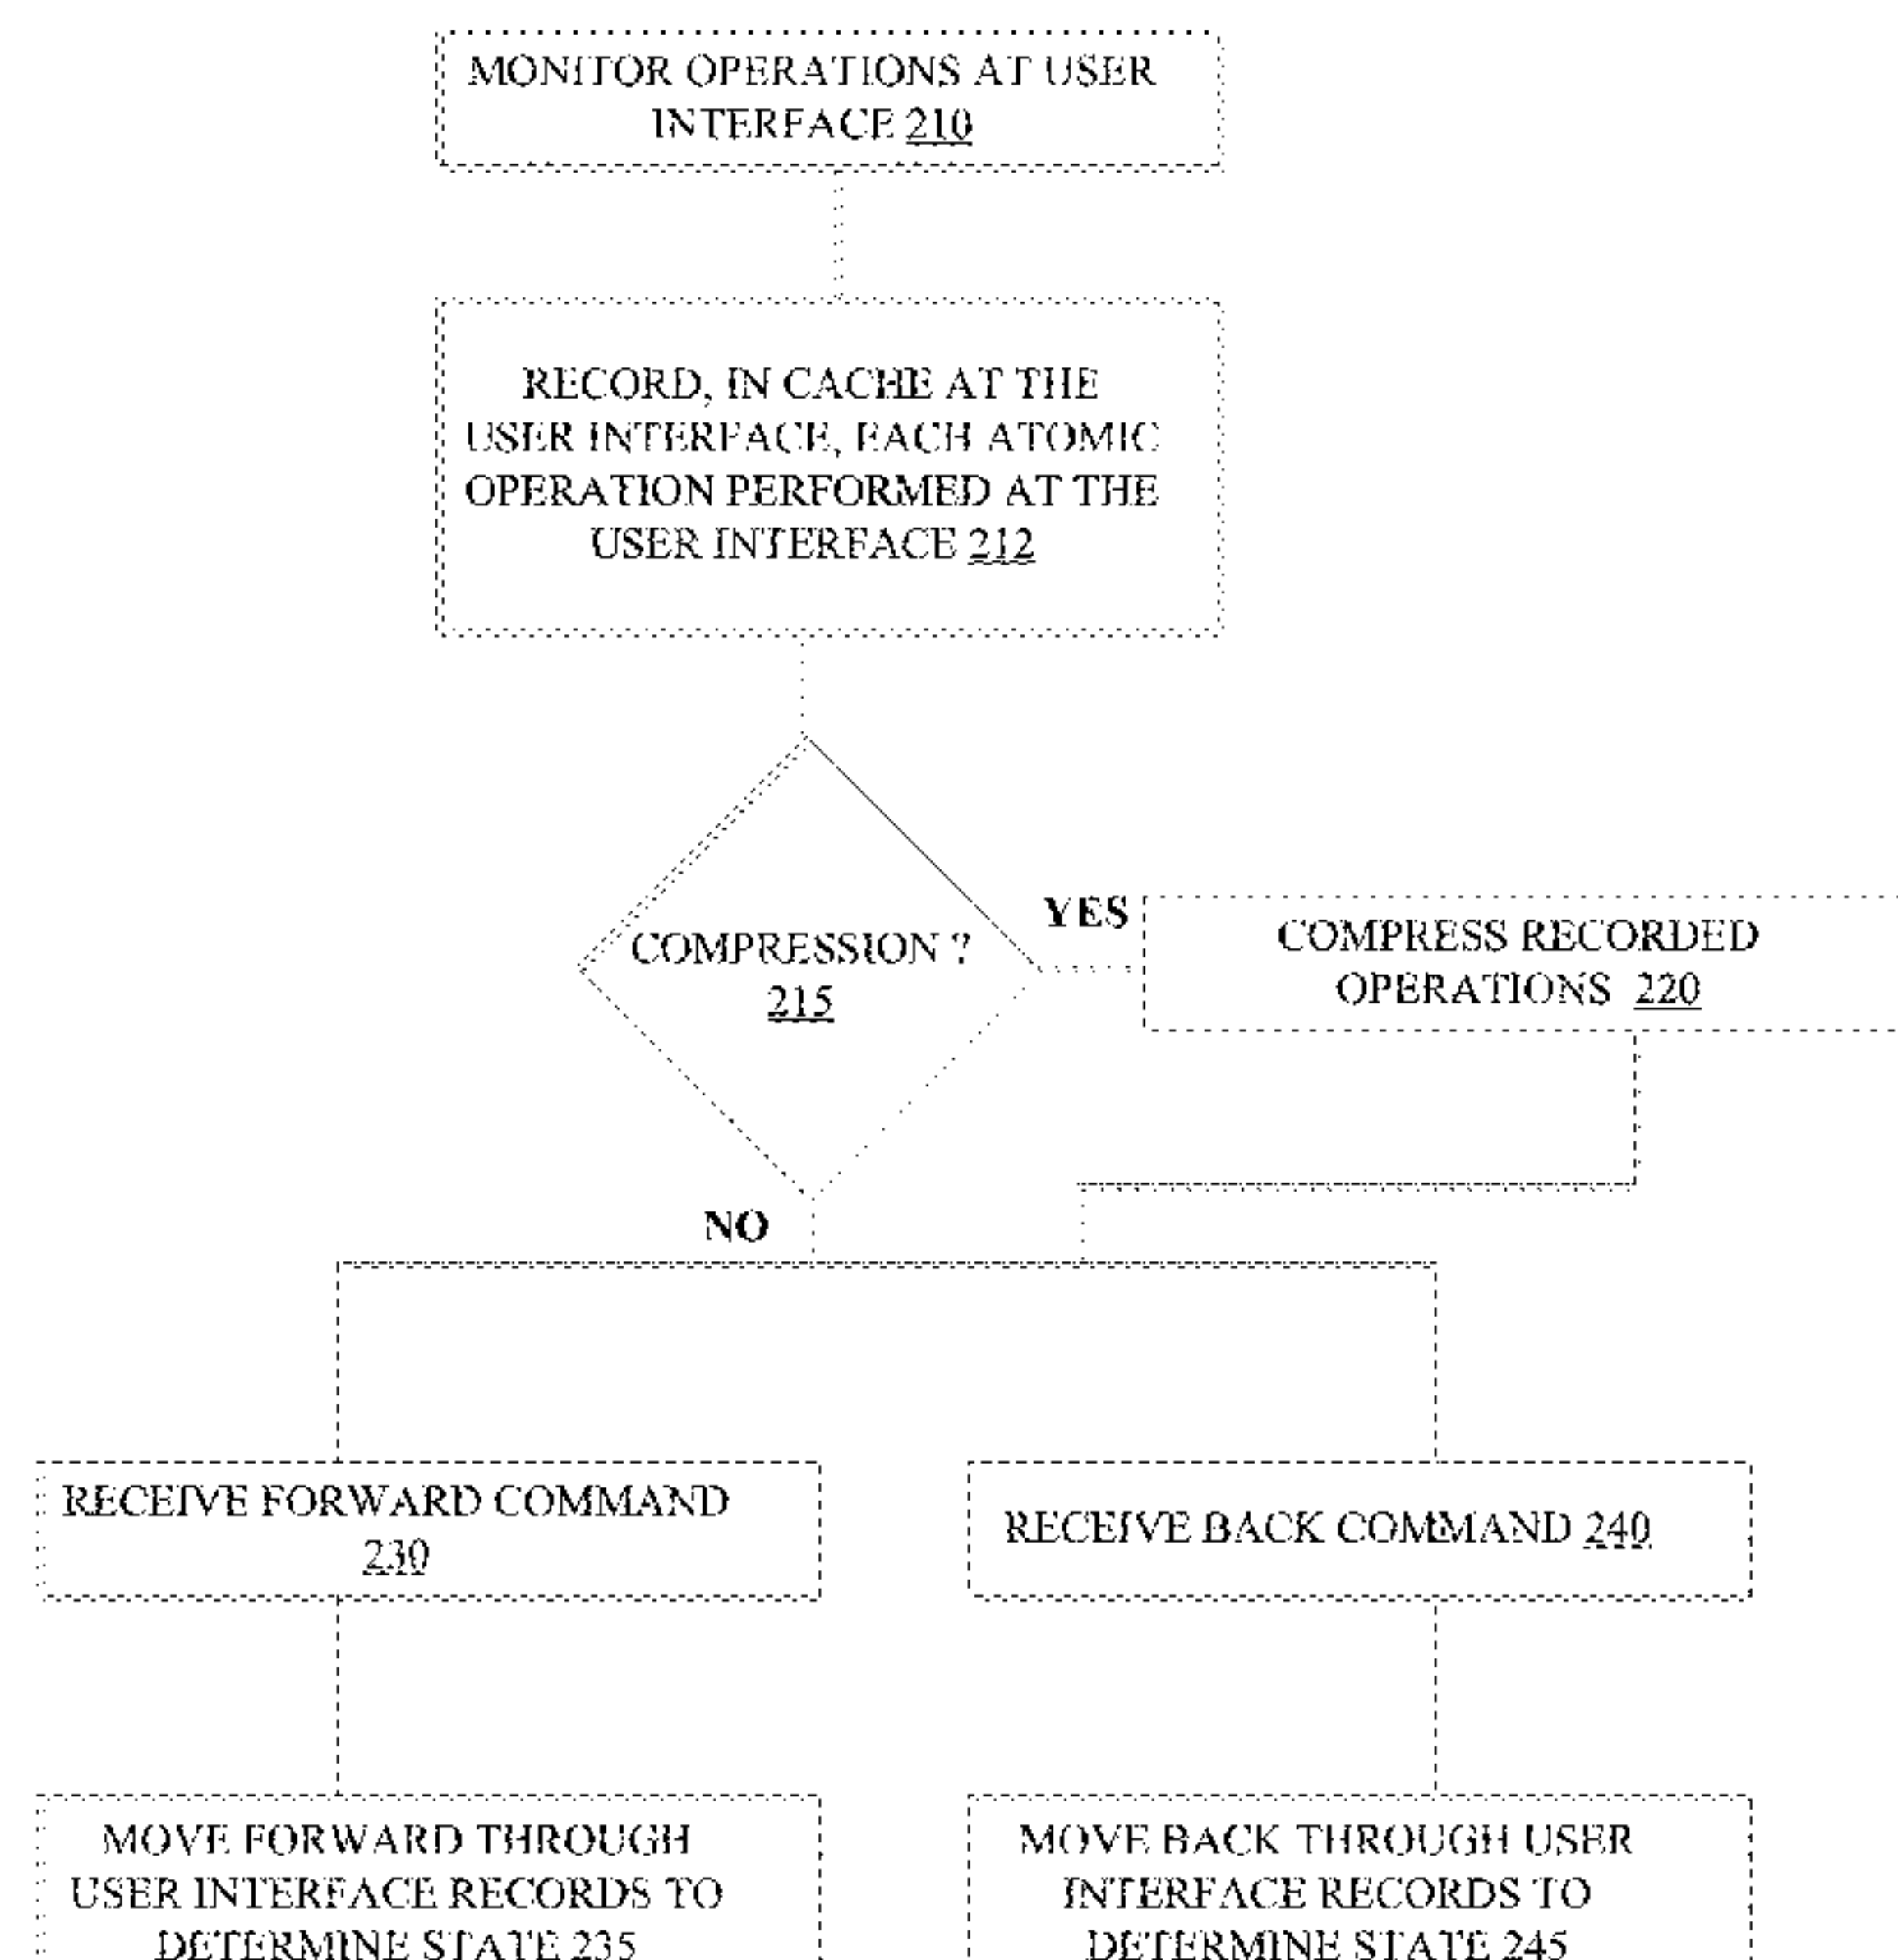 MONITOR OPERATIONS AT USER
INTERFACE 210
RECORD, IN CACHE AT THE
USER INTERFACE, EACH ATOMIC
OPERATION PERFORMED AT THE
USER INTERFACE 212
COMPRESSION ?
215
YES
COMPRESS RECORDED
OPERATIONS 220
NO
RECEIVE FORWARD COMMAND
230
RECEIVE BACK COMMAND 240
MOVE FORWARD THROUGH
USER INTERFACE RECORDS TO
DETERMINE STATE 235
MOVE BACK THROUGH USER
INTERFACE RECORDS TO
DETERMINE STATE 245